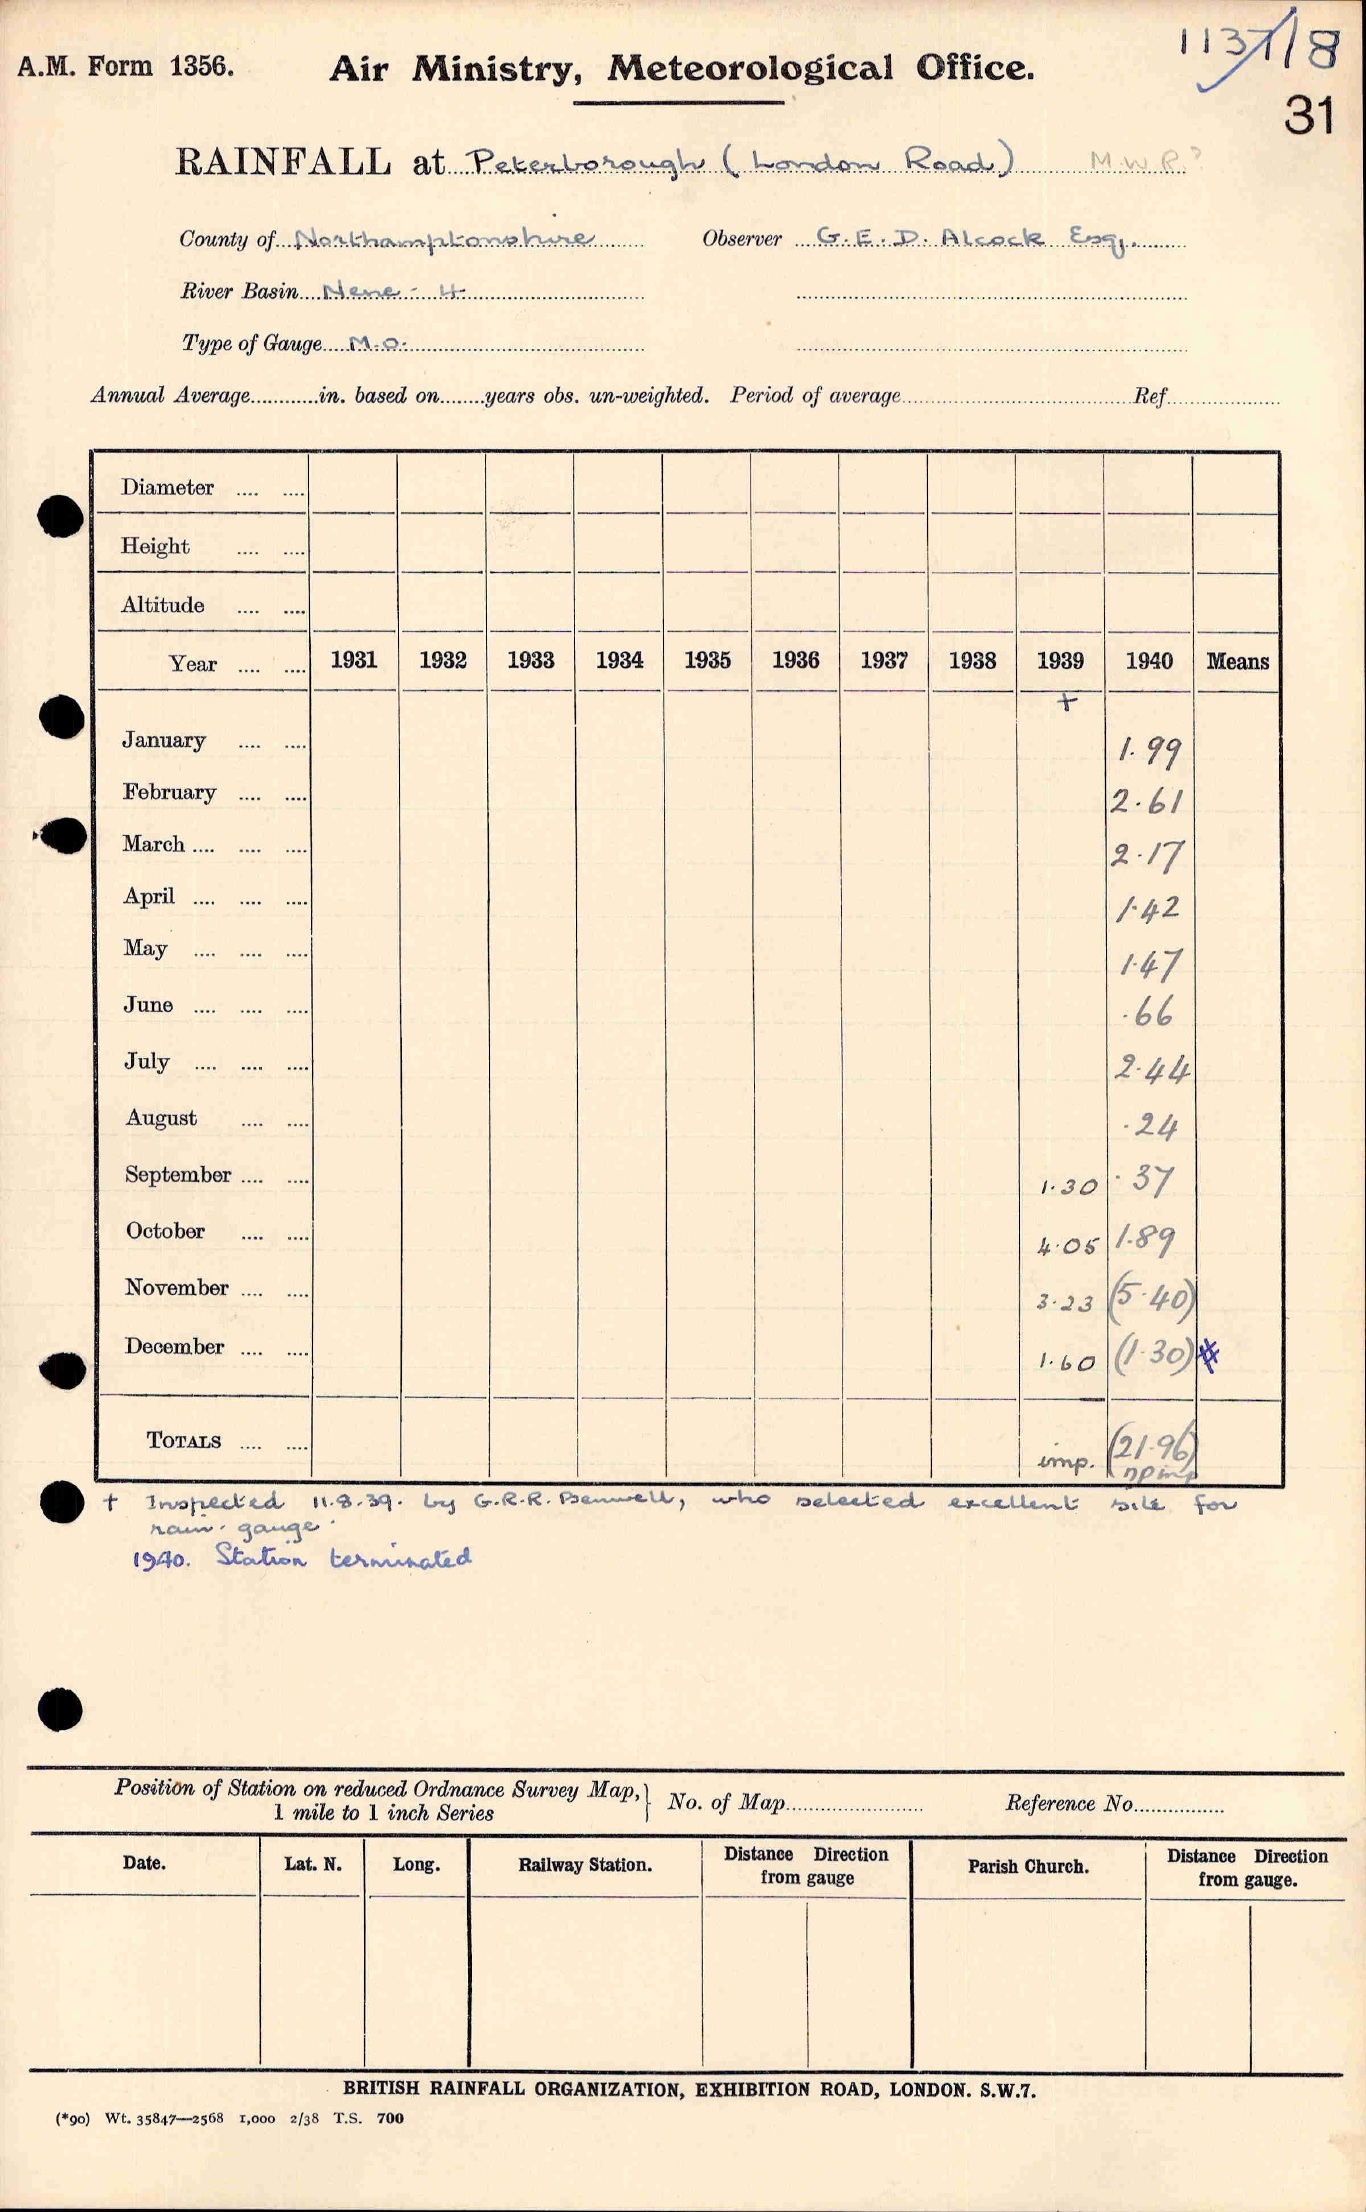 1137/8
A.M. Form 1356. Air Ministry, Meteorological Office.
31
RAINFALL at Peterborough (London Road) M.W.R?
County of Northamptonshire Observer G.E.D. Alcock Esq.
River Basin Nene - 4
Type of Gauge M.O.
Annual Average............in. based on........years obs. un-weighted. Period of average............Ref............
Diameter .... ....
Height .... ....
Altitude .... ....
Year .... .... 1931 1932 1933 1934 1935 1936 1937 1938 1939 1940 Means
+
January .... .... 1.99
February .... .... 2.61
March .... .... .... 2.17
April .... .... .... 1.42
May .... .... .... 1.47
June .... .... .... .66
July .... .... .... 2.44
August .... .... .24
September .... .... 1.30 .37
October .... .... 4.05 1.89
November .... .... 3.23 (5.40)
December .... .... 1.60 (1.30) #
TOTALS .... .... imp. (21.96)
+ Inspected 11.8.39. by G.R.R. Benwell, who selected excellent site for
rain-gauge.
1940. Station terminated
Position of Station on reduced Ordnance Survey Map, } No. of Map............ Reference No............
1 mile to 1 inch Series
Date. Lat. N. Long. Railway Station. Distance Direction from gauge Parish Church. Distance Direction from gauge.
BRITISH RAINFALL ORGANIZATION, EXHIBITION ROAD, LONDON. S.W.7.
(*90) Wt. 35847—2568 1,000 2/38 T.S. 700